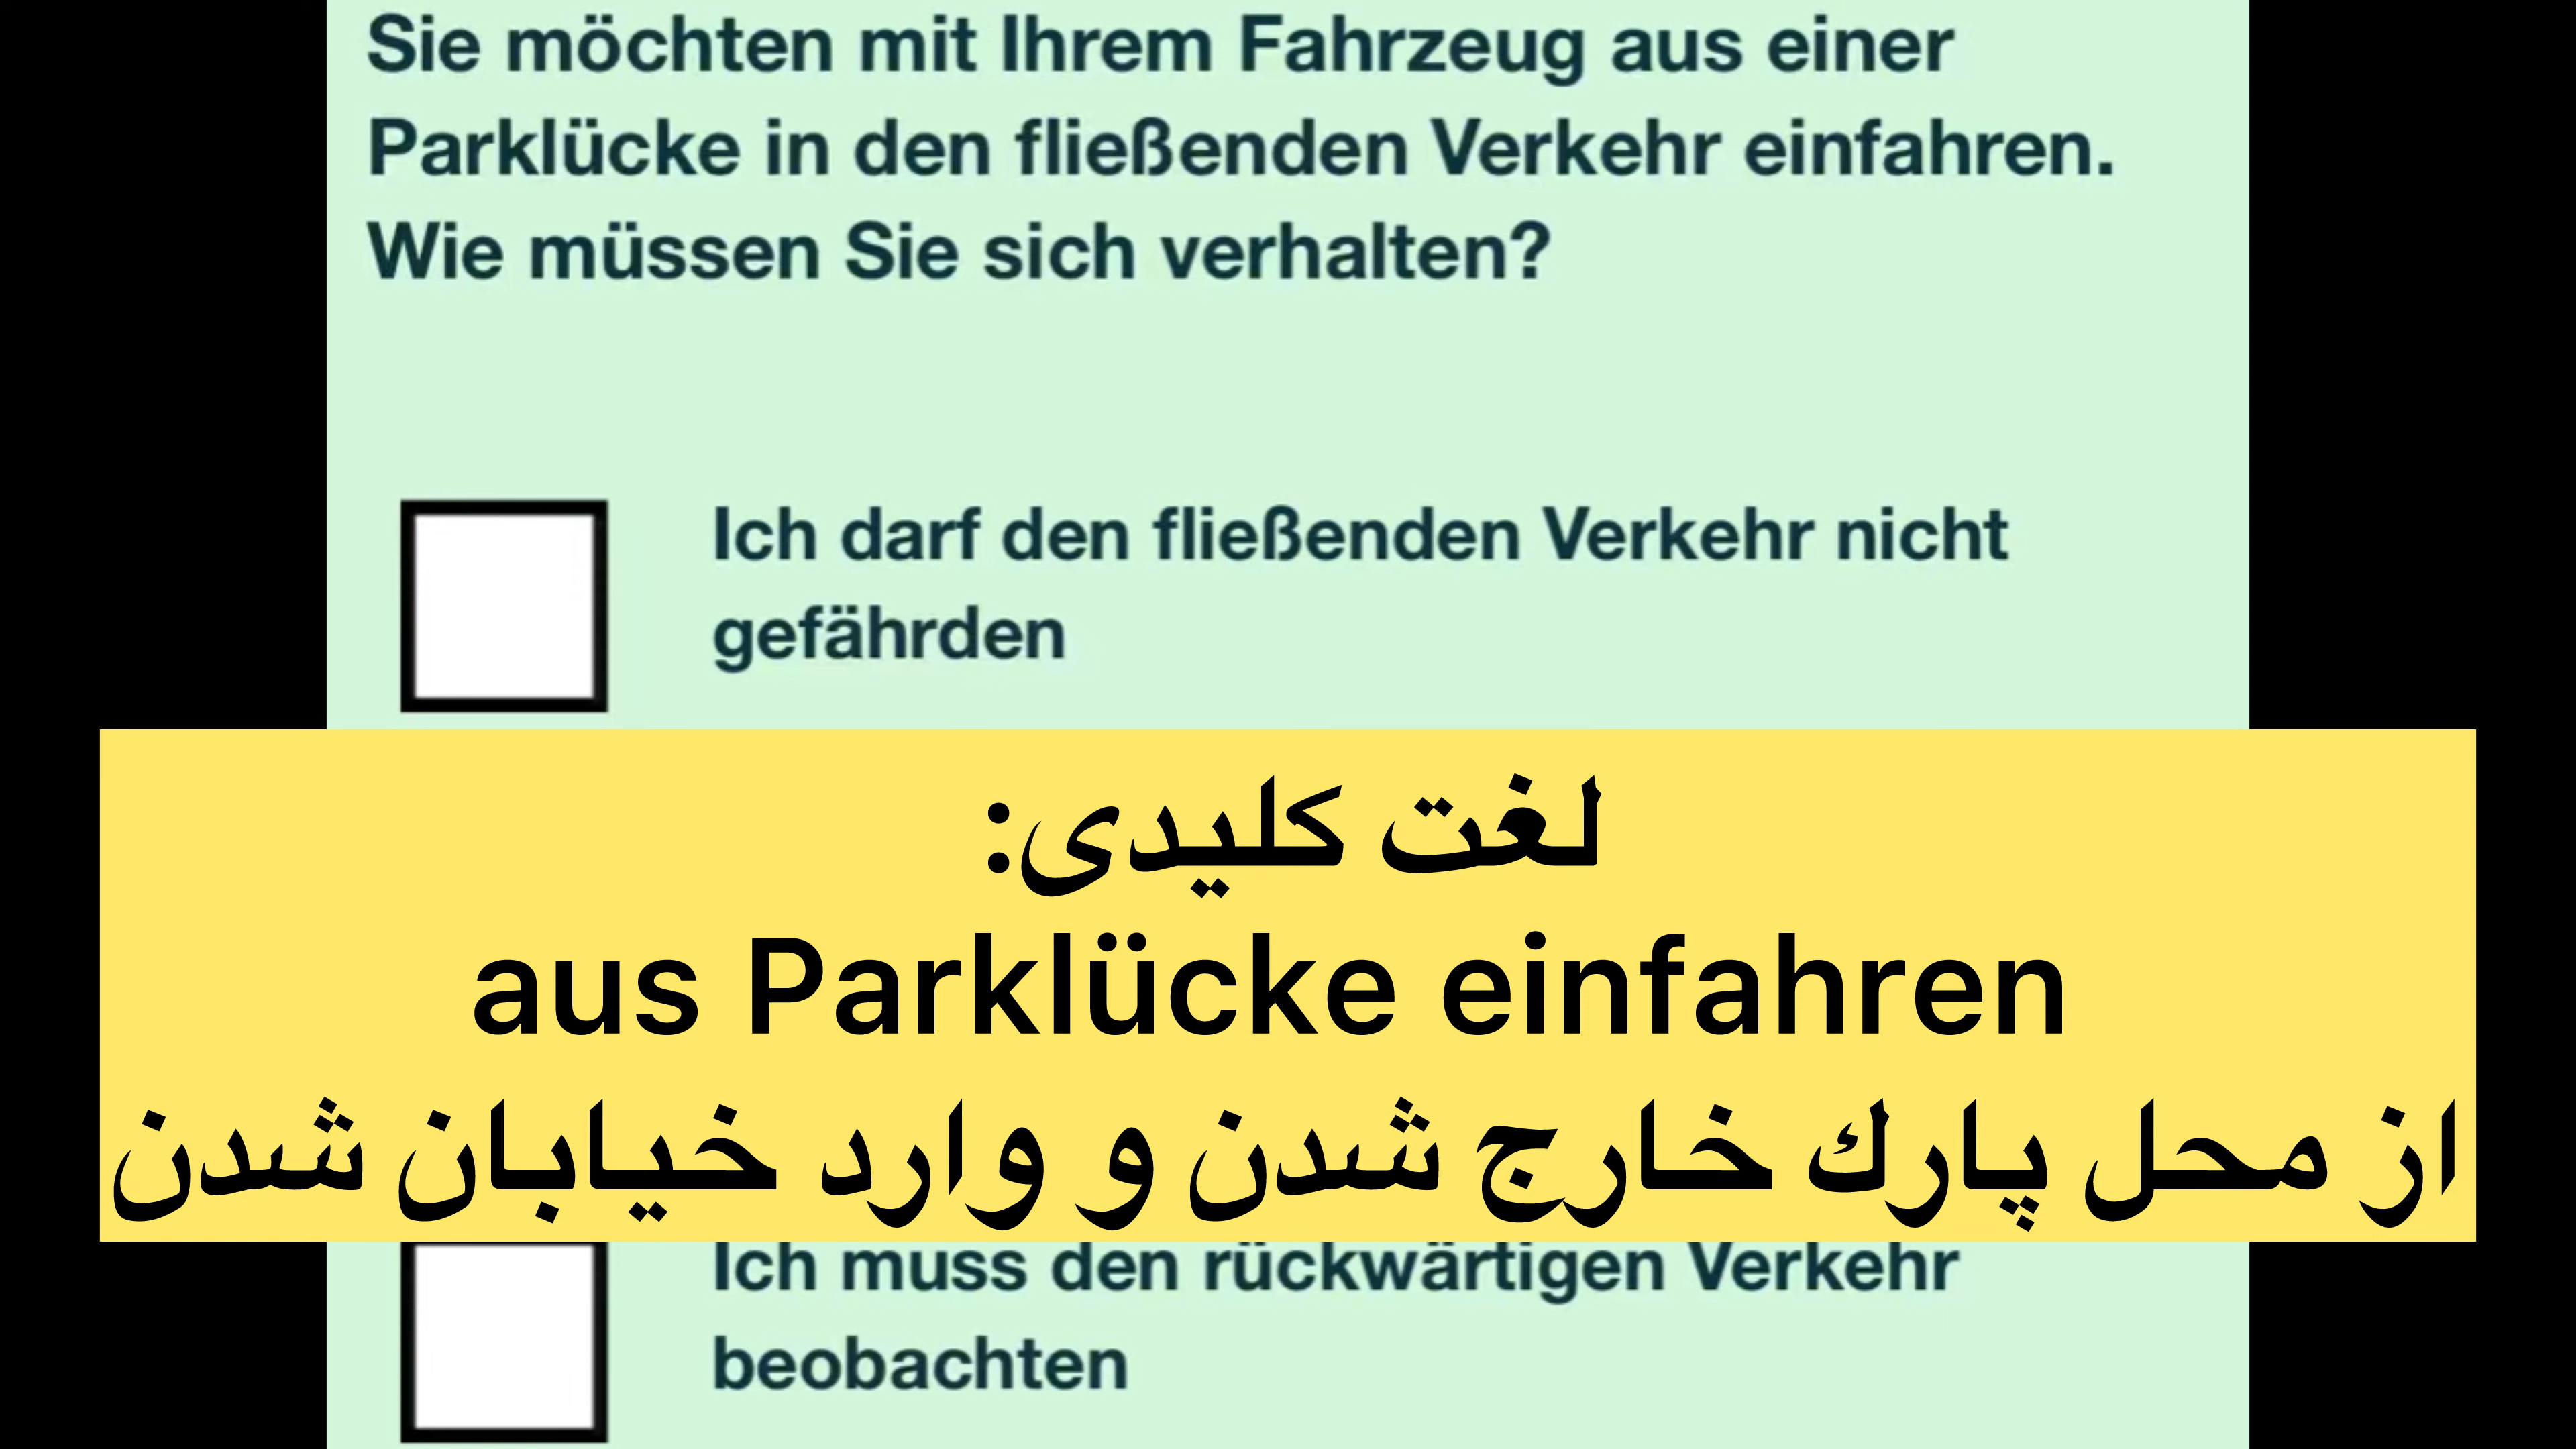 Sie möchten mit Ihrem Fahrzeug aus einer
Parklücke in den fließenden Verkehr einfahren.
Wie müssen Sie sich verhalten?
Ich darf den fließenden Verkehr nicht
gefährden
لغت کلیدی:
aus Parklücke einfahren
از محل پارك خارج شدن و وارد خیابان شدن
Ich muss den rückwärtigen Verkehr
beobachten